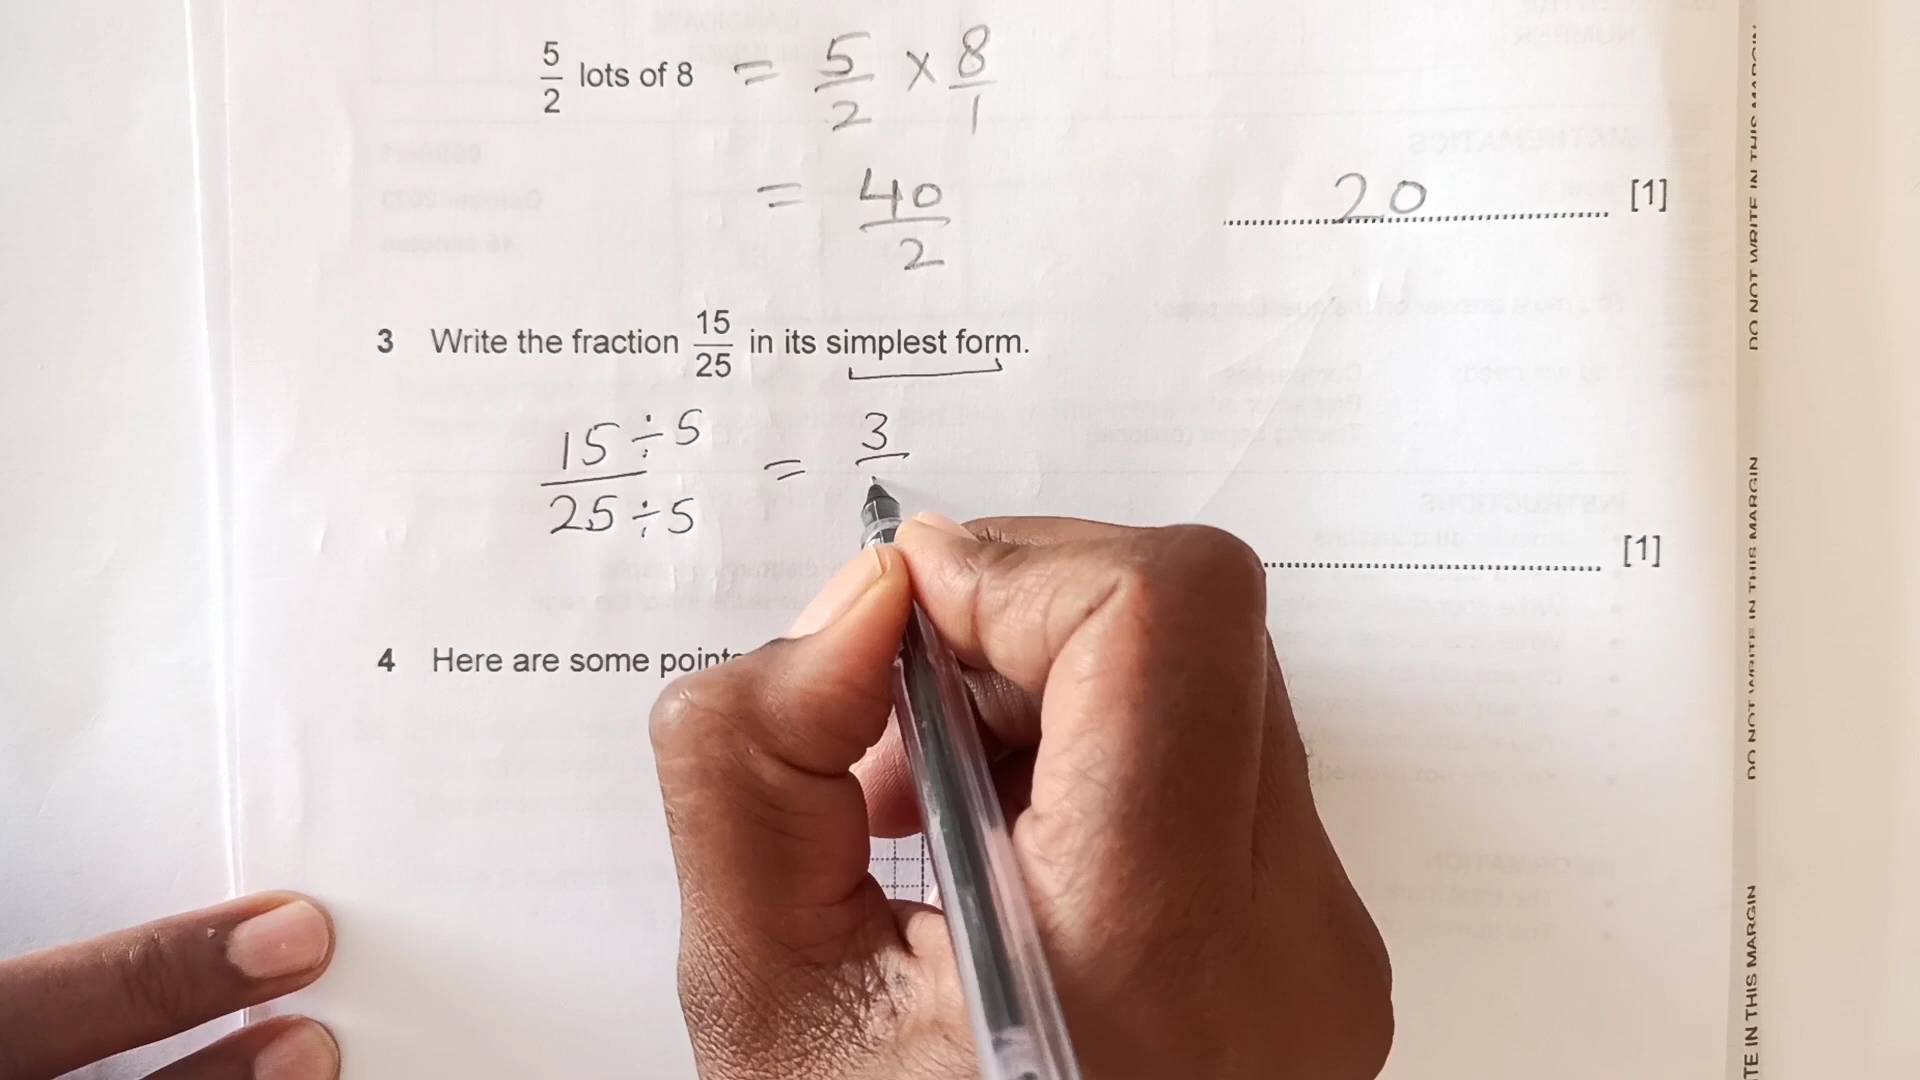 5/2 lots of 8 = 5/2 × 8/1
= 40/2
20 [1]
3 Write the fraction 15/25 in its simplest form.
15 ÷ 5 / 25 ÷ 5 = 3/
[1]
4 Here are some points
DO NOT WRITE IN THIS MARGIN
DO NOT WRITE IN THIS MARGIN
TE IN THIS MARGIN